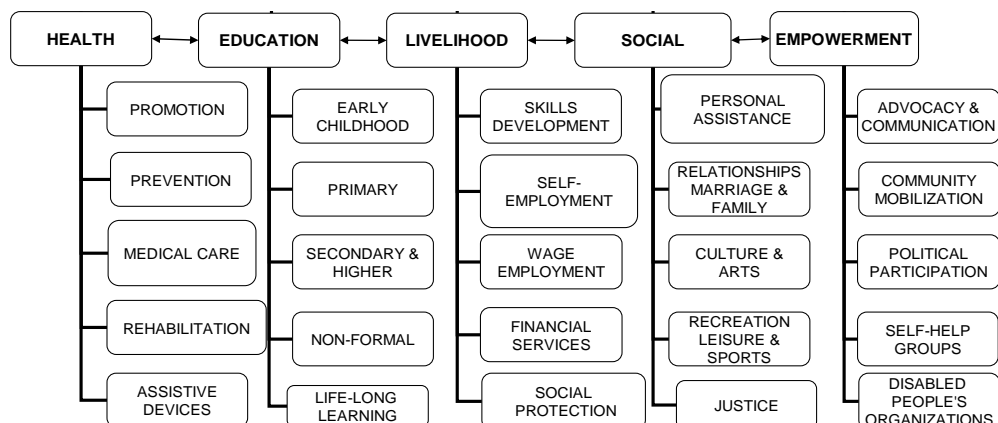 HEALTH
EDUCATION
LIVELIHOOD
SOCIAL
EMPOWERMENT
PROMOTION
PREVENTION
MEDICAL CARE
REHABILITATION
ASSISTIVE
DEVICES
EARLY
CHILDHOOD
PRIMARY
SECONDARY &
HIGHER
NON-FORMAL
LIFE-LONG
LEARNING
SKILLS
DEVELOPMENT
SELF-
EMPLOYMENT
WAGE
EMPLOYMENT
FINANCIAL
SERVICES
SOCIAL
PROTECTION
PERSONAL
ASSISTANCE
RELATIONSHIPS
MARRIAGE &
FAMILY
CULTURE &
ARTS
RECREATION
LEISURE &
SPORTS
JUSTICE
ADVOCACY &
COMMUNICATION
COMMUNITY
MOBILIZATION
POLITICAL
PARTICIPATION
SELF-HELP
GROUPS
DISABLED
PEOPLE'S
ORGANIZATIONS